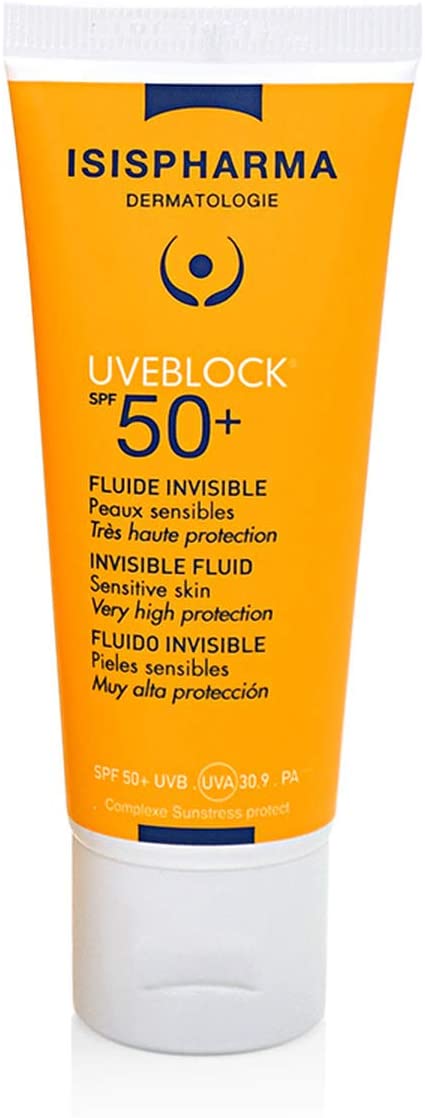 ISISPHARMA
DERMATOLOGIE
UVEBLOCK®
SPF 50+
FLUIDE INVISIBLE
Peaux sensibles
Très haute protection
INVISIBLE FLUID
Sensitive skin
Very high protection
FLUIDO INVISIBLE
Pieles sensibles
Muy alta protección
SPF 50+ UVB . UVA 30.9 . PA
Complexe Sunstress protect